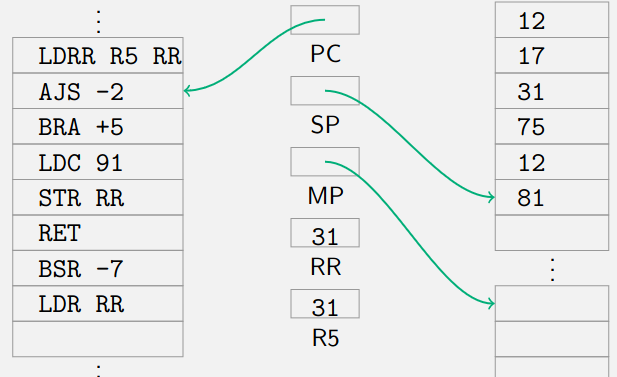 LDRR R5 RR
AJS -2
BRA +5
LDC 91
STR RR
RET
BSR -7
LDR RR
PC
SP
MP
31
RR
31
R5
12
17
31
75
12
81